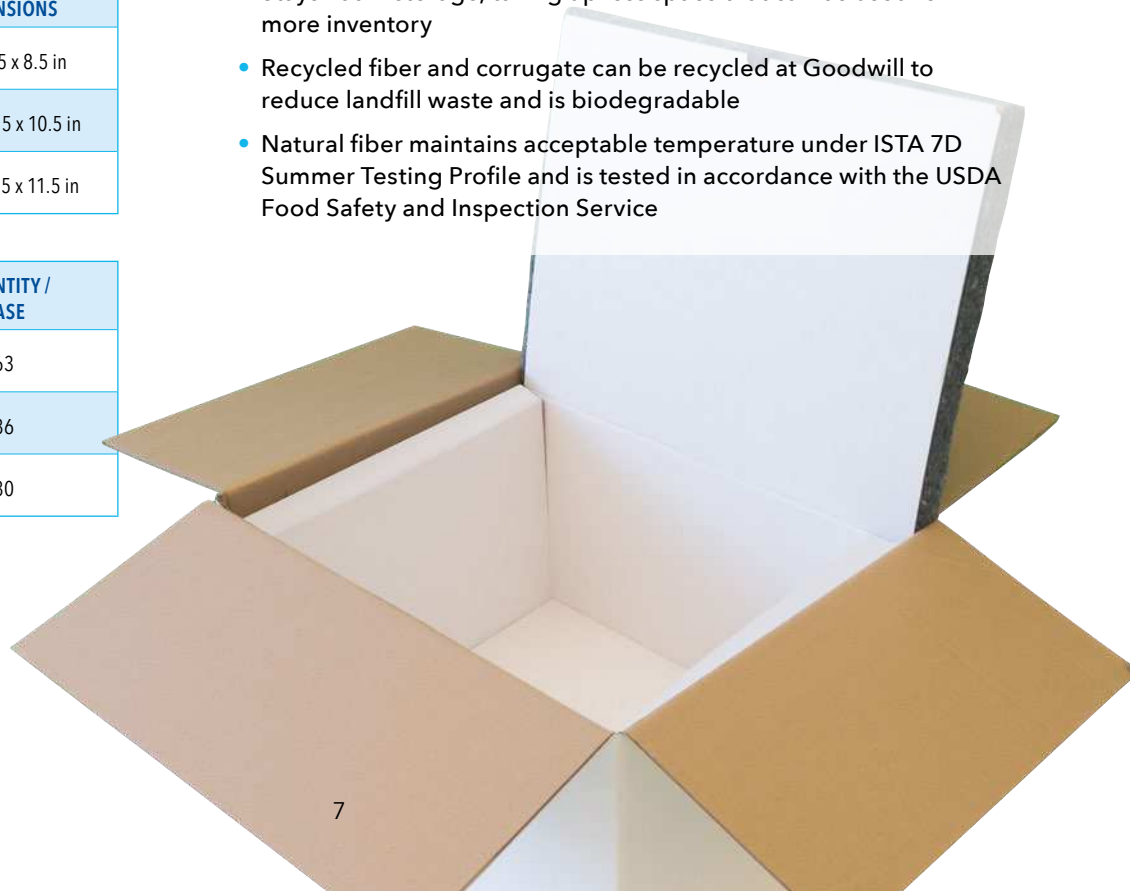 NSIONS
5 x 8.5 in
5 x 10.5 in
5 x 11.5 in
NTITY /
ASE
36
30
more inventory
• Recycled fiber and corrugate can be recycled at Goodwill to
reduce landfill waste and is biodegradable
• Natural fiber maintains acceptable temperature under ISTA 7D
Summer Testing Profile and is tested in accordance with the USDA
Food Safety and Inspection Service
7